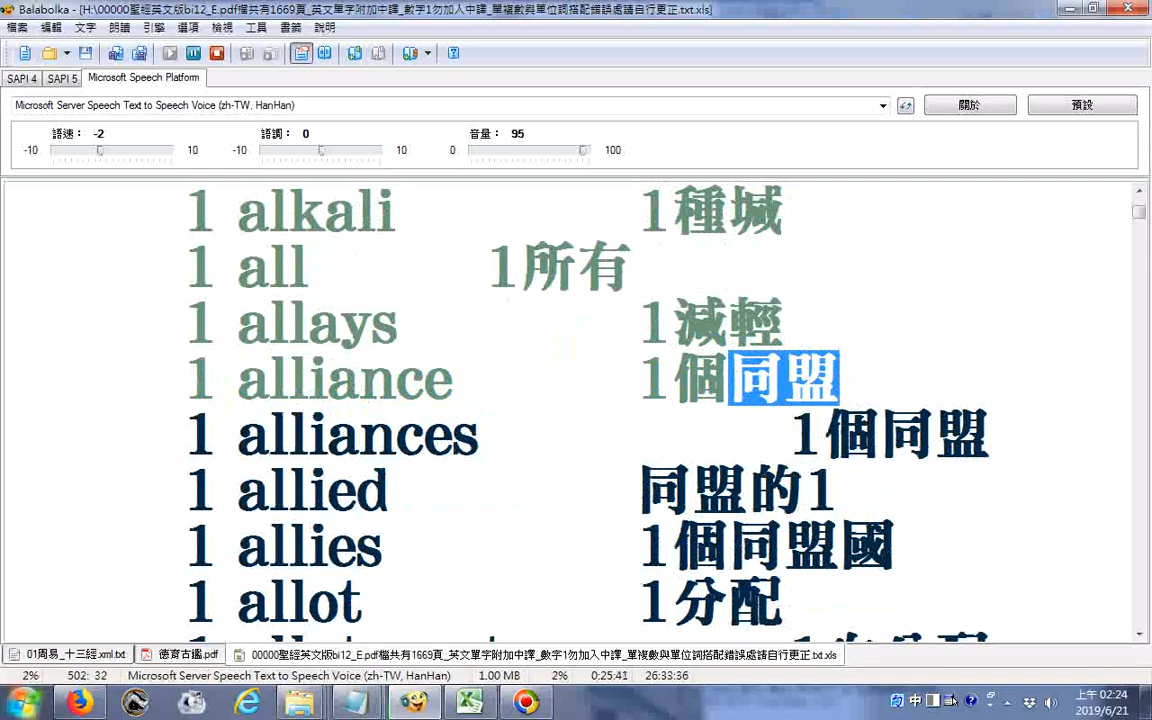 Balabolka - [H:\00000聖經英文版bi12_E.pdf檔共有1669頁_英文單字附加中譯_數字1勿加入中譯_單複數與單位詞搭配錯誤處請自行更正.txt.xls]
檔案 編輯 文字 朗讀 引擎 選項 檢視 工具 書籤 說明
SAPI 4 SAPI 5 Microsoft Speech Platform
Microsoft Server Speech Text to Speech Voice (zh-TW, HanHan) 關於 預設
語速： -2 語調： 0 音量： 95
-10 10 -10 10 0 100
1 alkali 1種堿
1 all 1所有
1 allays 1減輕
1 alliance 1個同盟
1 alliances 1個同盟
1 allied 同盟的1
1 allies 1個同盟國
1 allot 1分配
01周易_十三經.xml.txt 德育古鑑.pdf 00000聖經英文版bi12_E.pdf檔共有1669頁_英文單字附加中譯_數字1勿加入中譯_單複數與單位詞搭配錯誤處請自行更正.txt.xls
2% 502: 32 Microsoft Server Speech Text to Speech Voice (zh-TW, HanHan) 1.00 MB 2% 0:25:41 26:33:36
中 上午 02:24
2019/6/21